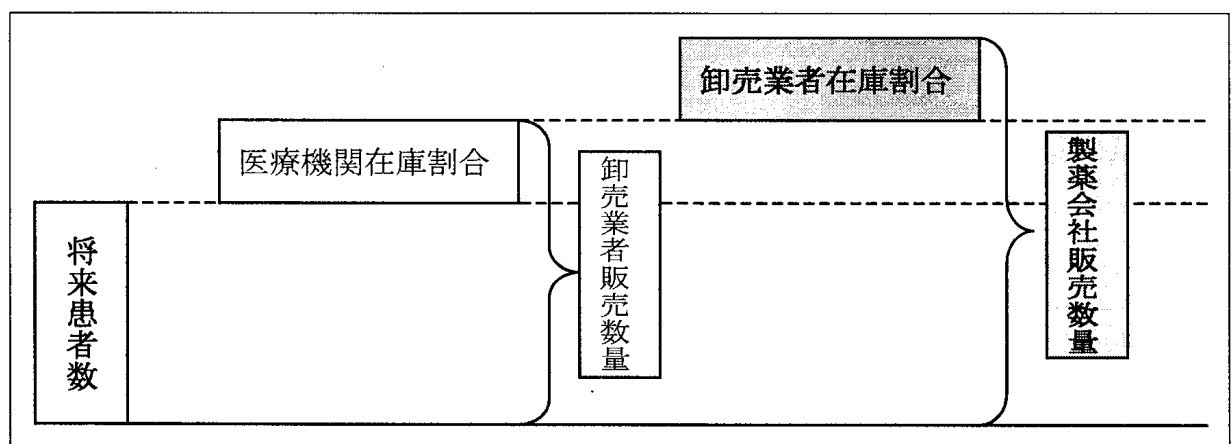 卸売業者在庫割合
医療機関在庫割合
卸売業者販売数量
製薬会社販売数量
将来患者数